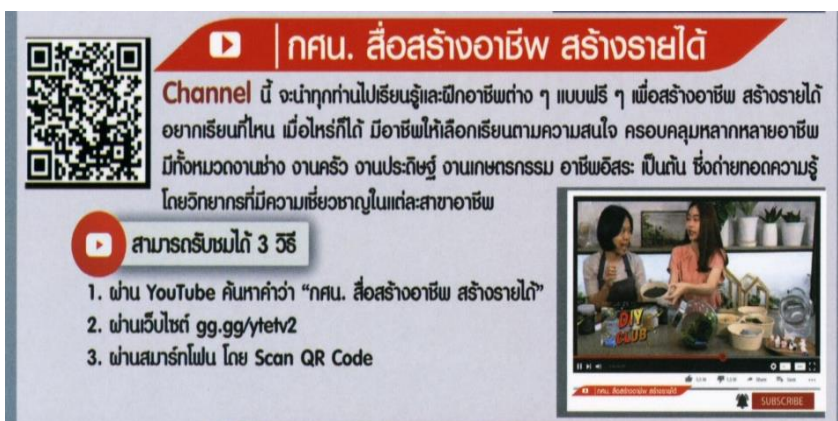 กศน. สื่อสร้างอาชีพ สร้างรายได้
Channel นี้ จะนำทุกท่านไปเรียนรู้และฝึกอาชีพต่าง ๆ แบบฟรี ๆ เพื่อสร้างอาชีพ สร้างรายได้
อยากเรียนที่ไหน เมื่อไหร่ก็ได้ มีอาชีพให้เลือกเรียนตามความสนใจ ครอบคลุมหลากหลายอาชีพ
มีทั้งหมวดงานช่าง งานครัว งานประดิษฐ์ งานเกษตรกรรม อาชีพอิสระ เป็นต้น ซึ่งถ่ายทอดความรู้
โดยวิทยากรที่มีความเชี่ยวชาญในแต่ละสาขาอาชีพ
สามารถรับชมได้ 3 วิธี
1. ผ่าน YouTube ค้นหาคำว่า “กศน. สื่อสร้างอาชีพ สร้างรายได้”
2. ผ่านเว็บไซต์ gg.gg/ytetv2
3. ผ่านสมาร์ทโฟน โดย Scan QR Code
DIY
CLUB
กศน. สื่อสร้างอาชีพ สร้างรายได้
SUBSCRIBE